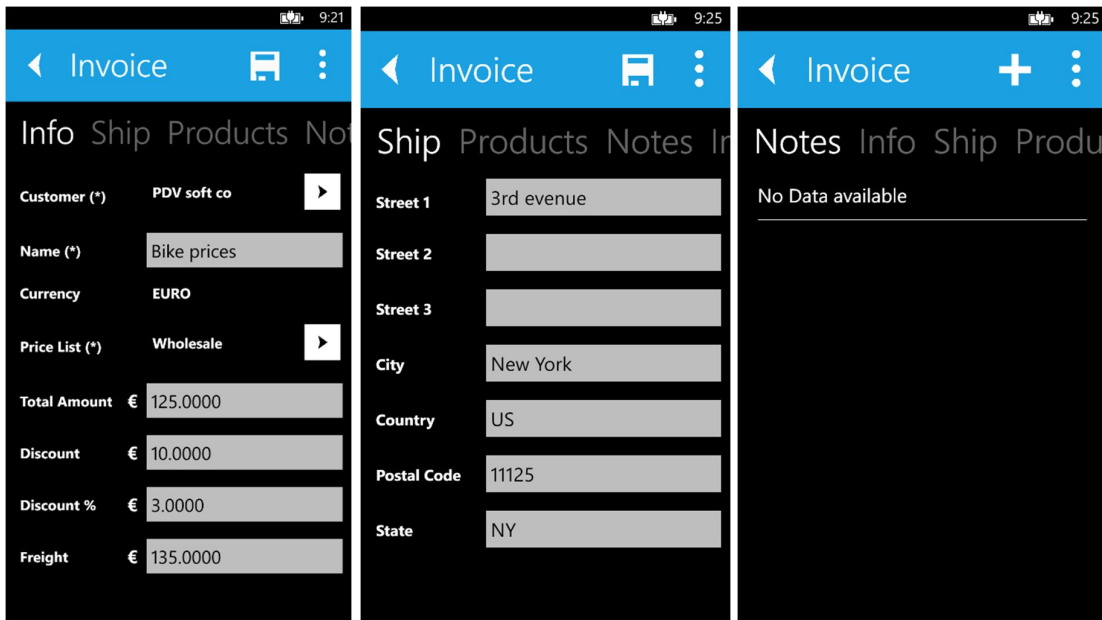 9:21
Invoice
Info Ship Products Not
Customer (*) PDV soft co
Name (*) Bike prices
Currency EURO
Price List (*) Wholesale
Total Amount € 125.0000
Discount € 10.0000
Discount % € 3.0000
Freight € 135.0000
9:25
Invoice
Ship Products Notes In
Street 1 3rd evenue
Street 2
Street 3
City New York
Country US
Postal Code 11125
State NY
9:25
Invoice
Notes Info Ship Produ
No Data available